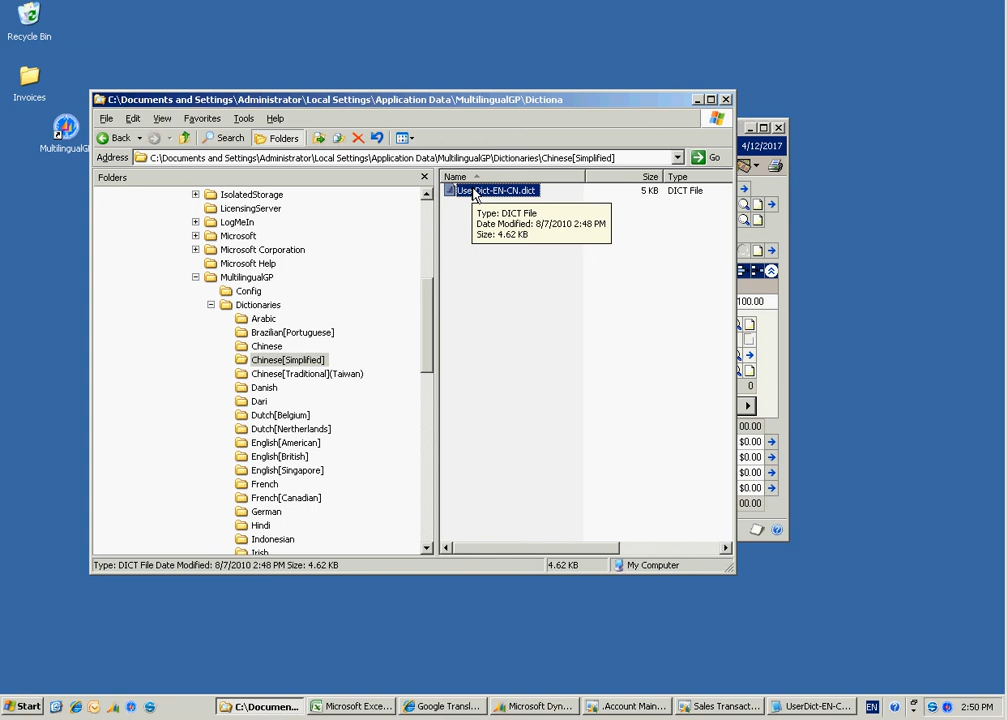 Recycle Bin
Invoices
MultilingualGP
C:\Documents and Settings\Administrator\Local Settings\Application Data\MultilingualGP\Dictiona
File Edit View Favorites Tools Help
Back Search Folders
Address C:\Documents and Settings\Administrator\Local Settings\Application Data\MultilingualGP\Dictionaries\Chinese[Simplified] Go
4/12/2017
Folders
Name Size Type
UserDict-EN-CN.dict 5 KB DICT File
Type: DICT File
Date Modified: 8/7/2010 2:48 PM
Size: 4.62 KB
IsolatedStorage
LicensingServer
LogMeIn
Microsoft
Microsoft Corporation
Microsoft Help
MultilingualGP
Config
Dictionaries
Arabic
Brazilian[Portuguese]
Chinese
Chinese[Simplified]
Chinese[Traditional](Taiwan)
Danish
Dari
Dutch[Belgium]
Dutch[Nertherlands]
English[American]
English[British]
English[Singapore]
French
French[Canadian]
German
Hindi
Indonesian
Irish
100.00
0
00.00
$0.00
$0.00
$0.00
$0.00
00.00
Type: DICT File Date Modified: 8/7/2010 2:48 PM Size: 4.62 KB 4.62 KB My Computer
Start C:\Documen... Microsoft Exce... Google Transl... Microsoft Dyn... .Account Main... Sales Transact... UserDict-EN-C... EN 2:50 PM